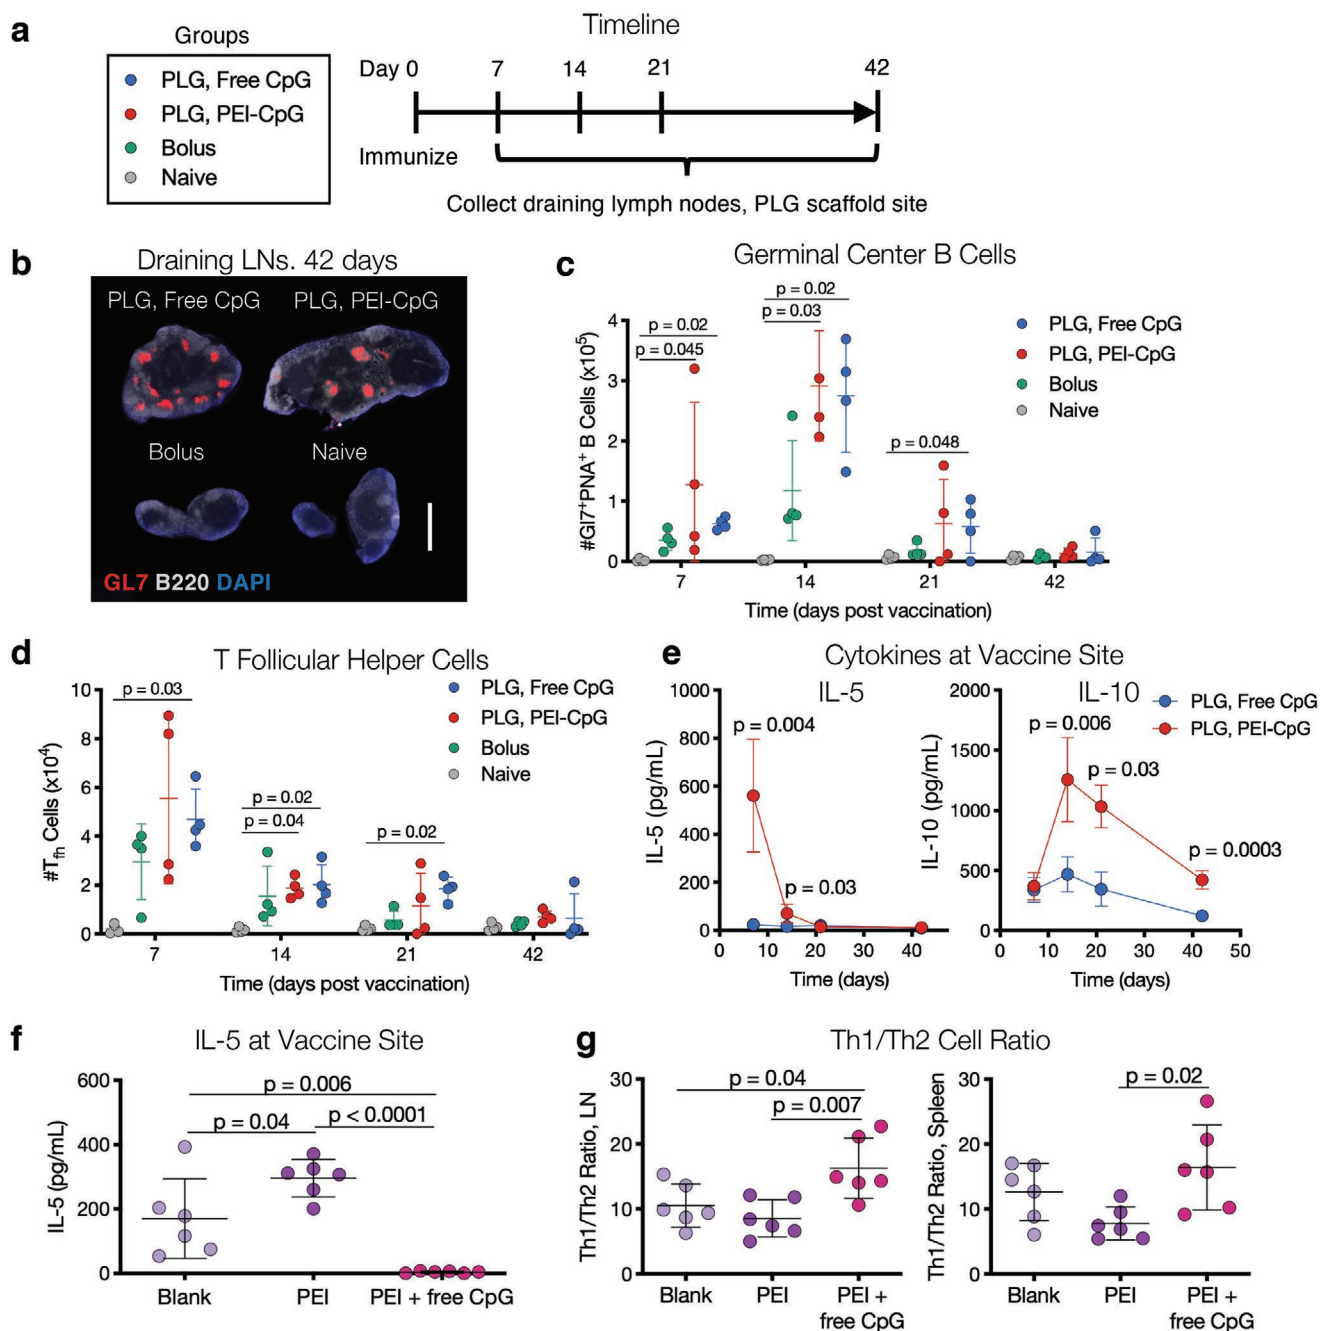 a
Groups
PLG, Free CpG
PLG, PEI-CpG
Bolus
Naive
Timeline
Day 0 7 14 21 42
Immunize
Collect draining lymph nodes, PLG scaffold site
b
Draining LNs. 42 days
PLG, Free CpG PLG, PEI-CpG
Bolus Naive
GL7 B220 DAPI
c
Germinal Center B Cells
#Gl7+PNA+ B Cells (x10⁵)
4
3
2
1
0
p = 0.02
p = 0.045
p = 0.02
p = 0.03
p = 0.048
PLG, Free CpG
PLG, PEI-CpG
Bolus
Naive
7 14 21 42
Time (days post vaccination)
d
T Follicular Helper Cells
#Tfh Cells (x10⁴)
10
8
6
4
2
0
p = 0.03
p = 0.02
p = 0.04
p = 0.02
PLG, Free CpG
PLG, PEI-CpG
Bolus
Naive
7 14 21 42
Time (days post vaccination)
e
Cytokines at Vaccine Site
IL-5
IL-5 (pg/mL)
1000
800
600
400
200
0
p = 0.004
p = 0.03
0 10 20 30 40
Time (days)
IL-10
IL-10 (pg/mL)
2000
1500
1000
500
0
p = 0.006
p = 0.03
p = 0.0003
PLG, Free CpG
PLG, PEI-CpG
0 10 20 30 40 50
Time (days)
f
IL-5 at Vaccine Site
IL-5 (pg/mL)
600
400
200
0
p = 0.006
p = 0.04 p < 0.0001
Blank PEI PEI + free CpG
g
Th1/Th2 Cell Ratio
Th1/Th2 Ratio, LN
30
20
10
0
p = 0.04
p = 0.007
Blank PEI PEI +
free CpG
Th1/Th2 Ratio, Spleen
30
20
10
0
p = 0.02
Blank PEI PEI +
free CpG